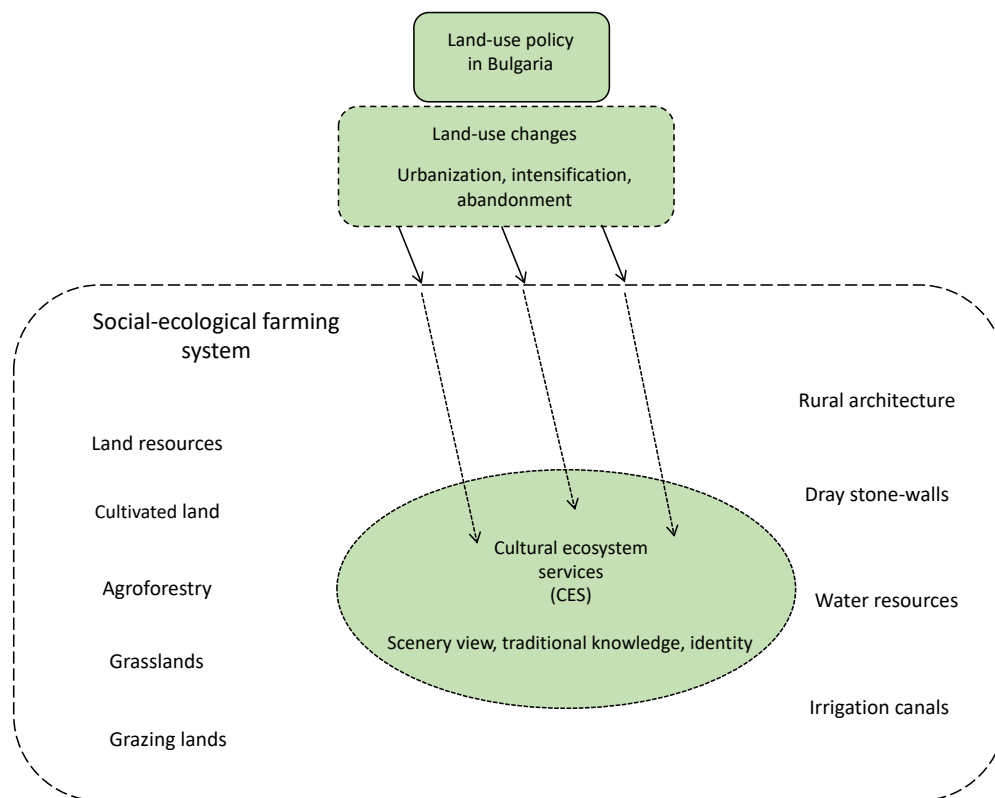 Land-use policy
in Bulgaria
Land-use changes
Urbanization, intensification,
abandonment
Social-ecological farming
system
Land resources
Cultivated land
Agroforestry
Grasslands
Grazing lands
Cultural ecosystem
services
(CES)
Scenery view, traditional knowledge, identity
Rural architecture
Dray stone-walls
Water resources
Irrigation canals